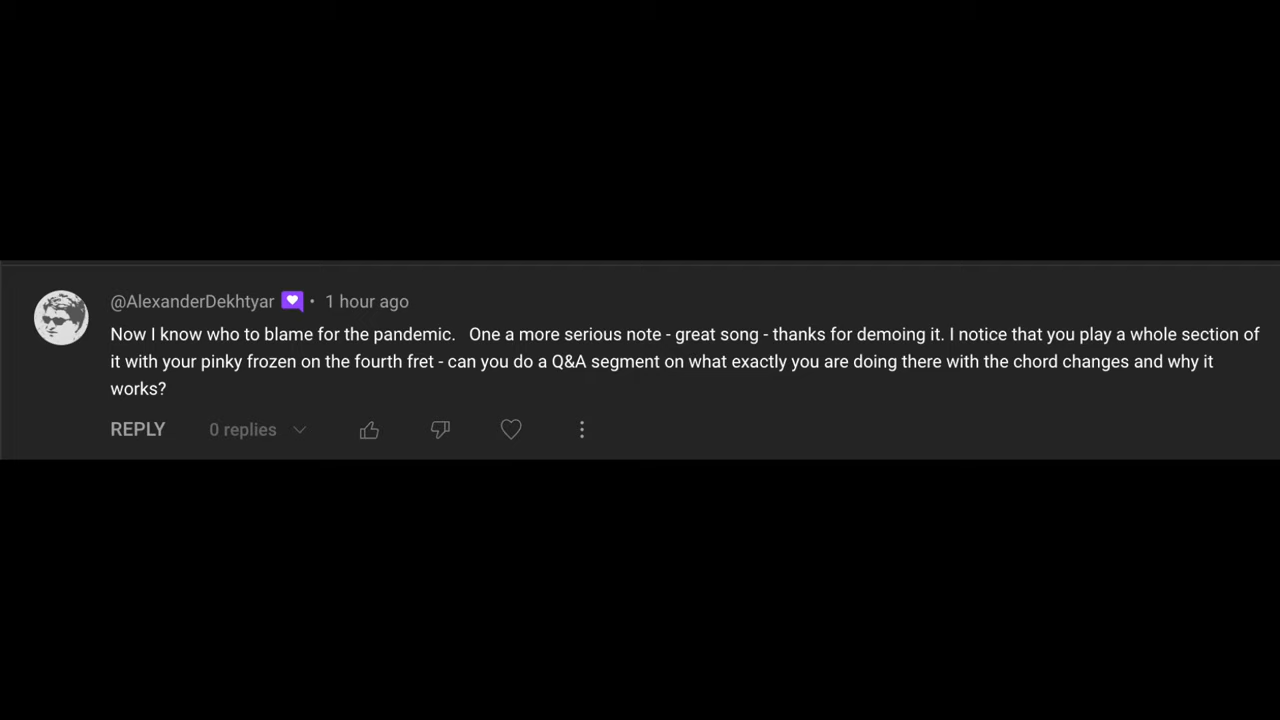 @AlexanderDekhtyar • 1 hour ago
Now I know who to blame for the pandemic.   One a more serious note - great song - thanks for demoing it. I notice that you play a whole section of
it with your pinky frozen on the fourth fret - can you do a Q&A segment on what exactly you are doing there with the chord changes and why it
works?
REPLY 0 replies